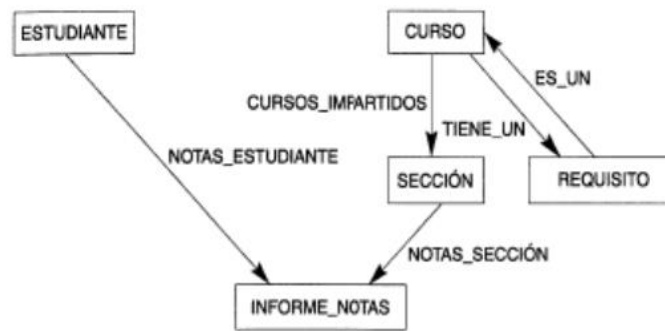 ESTUDIANTE
CURSO
ES_UN
CURSOS_IMPARTIDOS
TIENE_UN
NOTAS_ESTUDIANTE
SECCIÓN
REQUISITO
NOTAS_SECCIÓN
INFORME_NOTAS